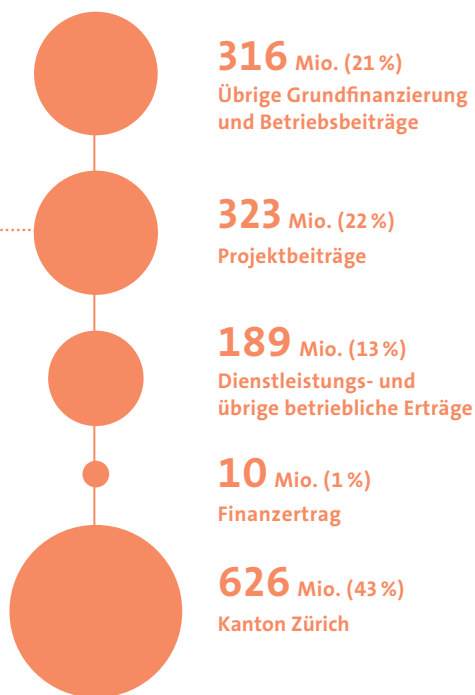 316 Mio. (21 %)
Übrige Grundfinanzierung
und Betriebsbeiträge
323 Mio. (22 %)
Projektbeiträge
189 Mio. (13 %)
Dienstleistungs- und
übrige betriebliche Erträge
10 Mio. (1 %)
Finanzertrag
626 Mio. (43 %)
Kanton Zürich